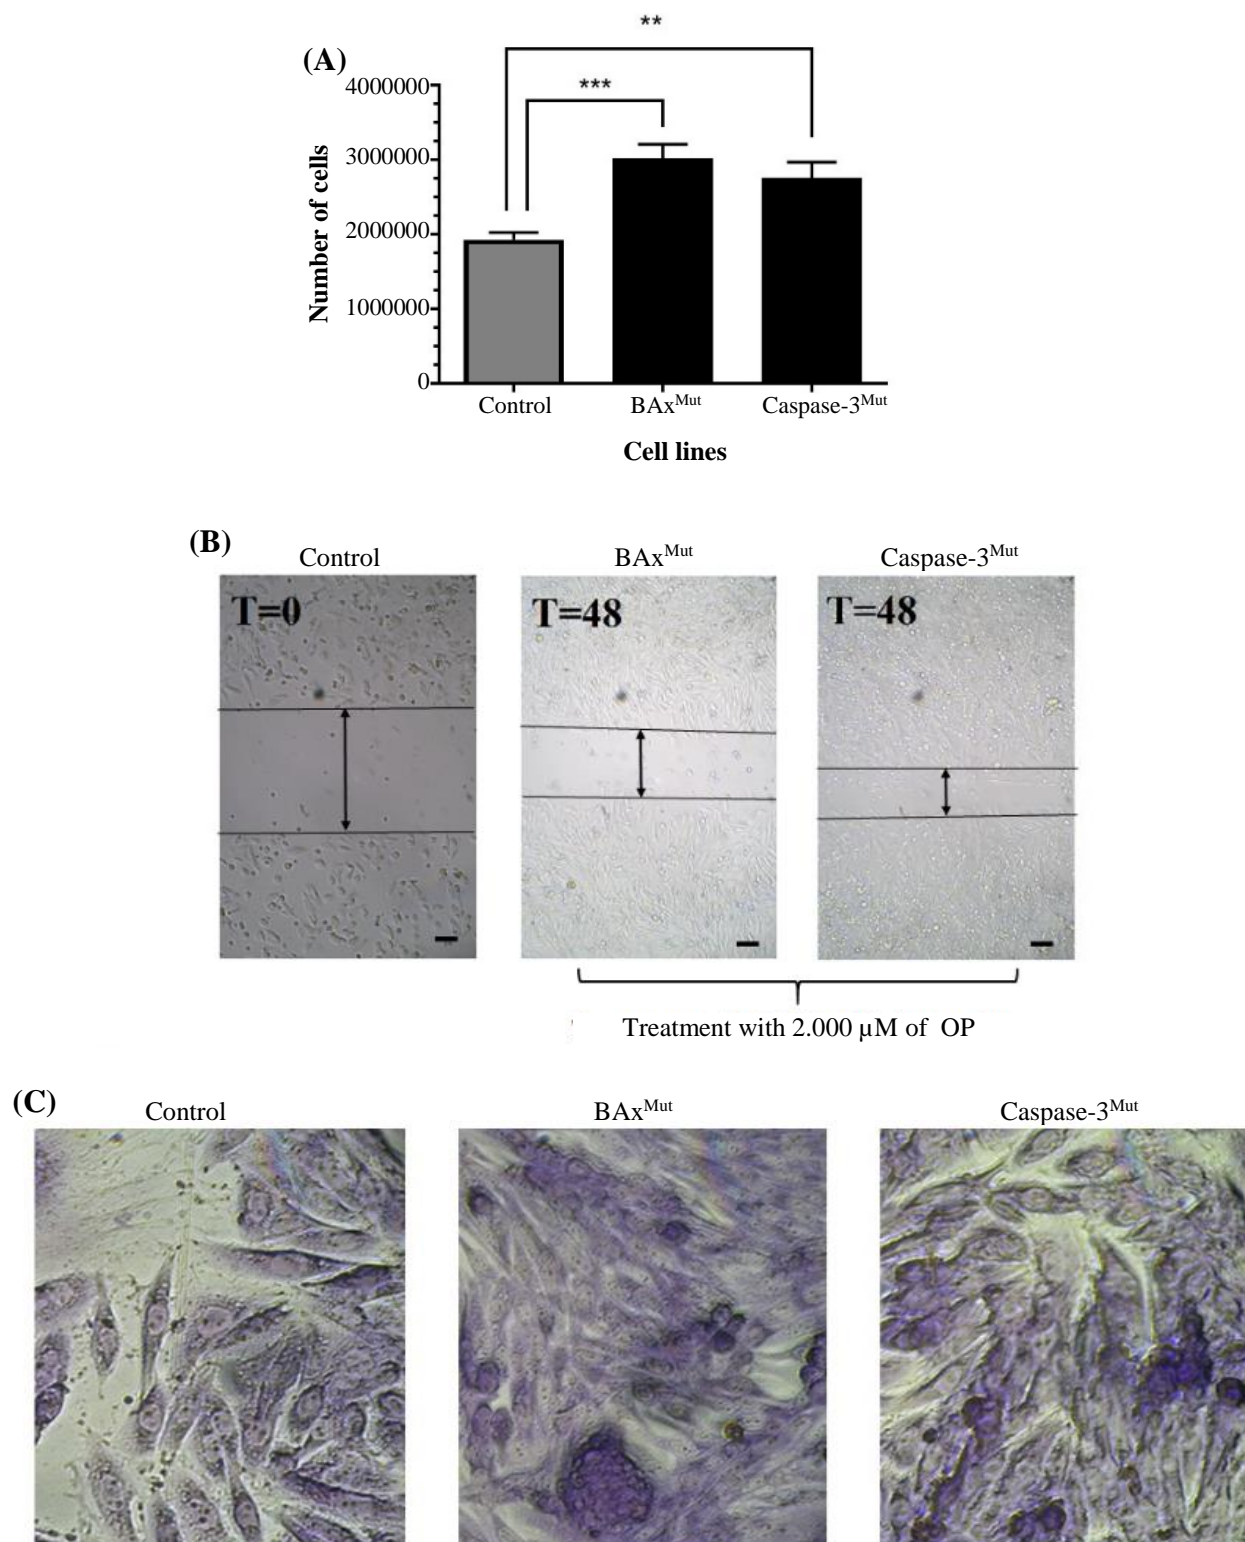 (A)
**
***
4000000
3000000
2000000
1000000
0
Number of cells
Control BAx^Mut Caspase-3^Mut
Cell lines
(B)
Control BAx^Mut Caspase-3^Mut
T=0 T=48 T=48
Treatment with 2.000 µM of OP
(C)
Control BAx^Mut Caspase-3^Mut